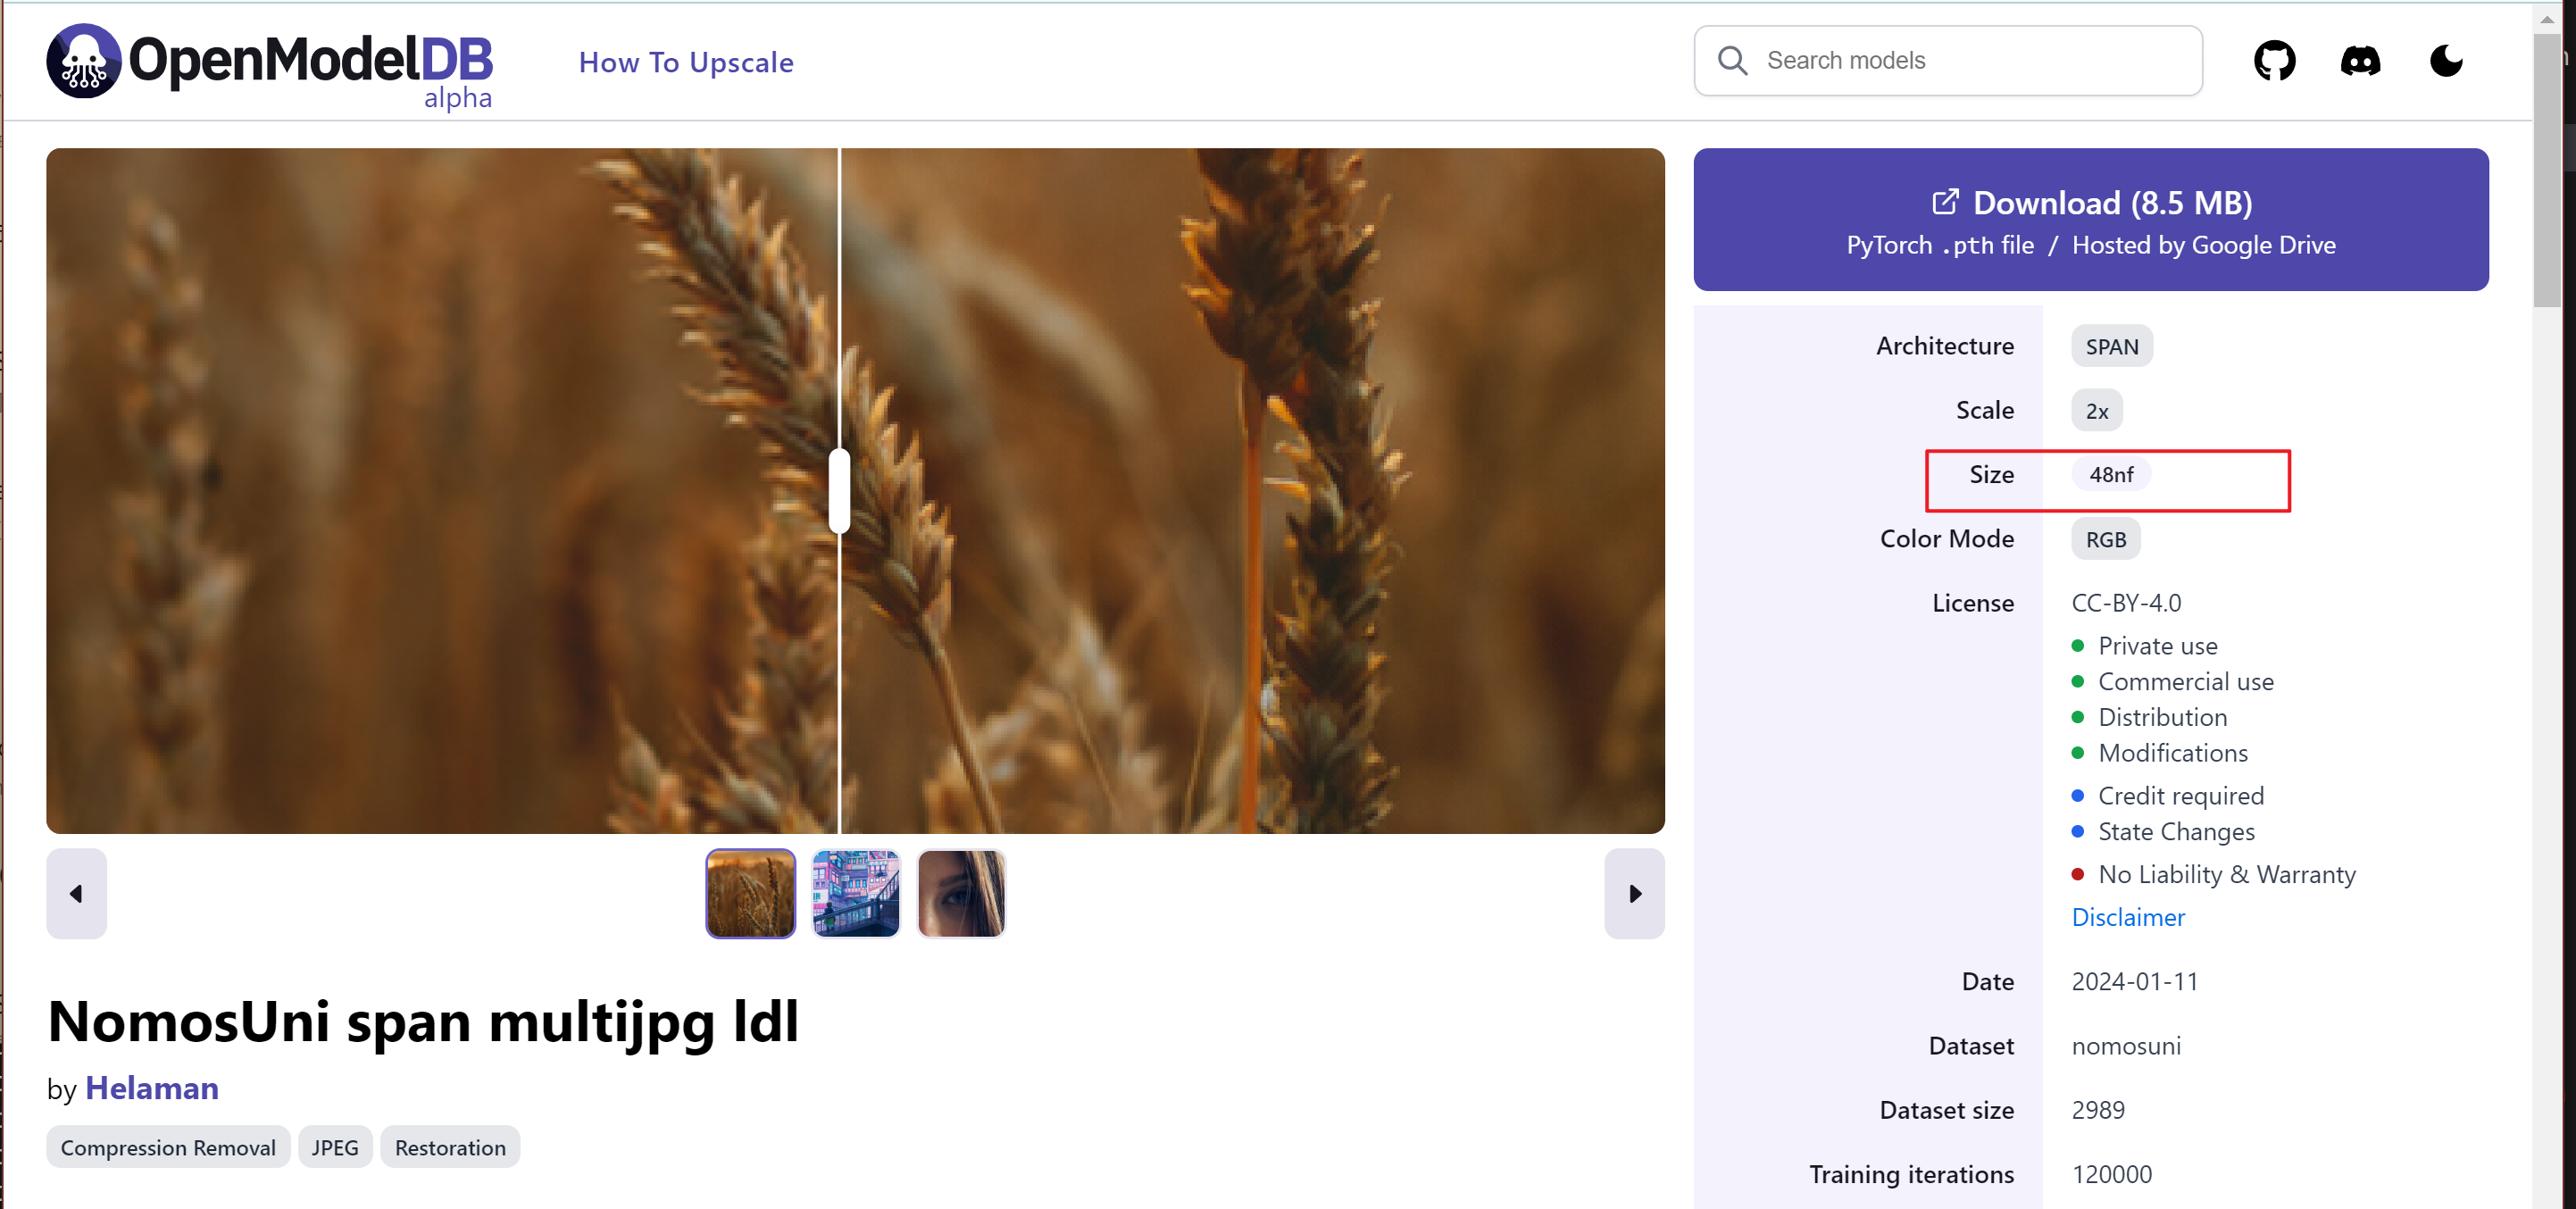 OpenModelDB
alpha
How To Upscale
Search models
Download (8.5 MB)
PyTorch .pth file / Hosted by Google Drive
Architecture SPAN
Scale 2x
Size 48nf
Color Mode RGB
License CC-BY-4.0
Private use
Commercial use
Distribution
Modifications
Credit required
State Changes
No Liability & Warranty
Disclaimer
Date 2024-01-11
Dataset nomosuni
Dataset size 2989
Training iterations 120000
NomosUni span multijpg ldl
by Helaman
Compression Removal JPEG Restoration